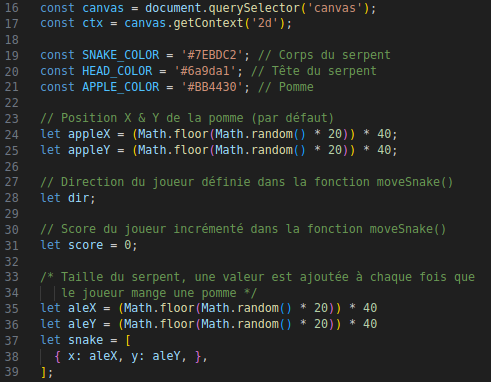 16 const canvas = document.querySelector('canvas');
17 const ctx = canvas.getContext('2d');
18
19 const SNAKE_COLOR = '#7EBDC2'; // Corps du serpent
20 const HEAD_COLOR = '#6a9da1'; // Tête du serpent
21 const APPLE_COLOR = '#BB4430'; // Pomme
22
23 // Position X & Y de la pomme (par défaut)
24 let appleX = (Math.floor(Math.random() * 20)) * 40;
25 let appleY = (Math.floor(Math.random() * 20)) * 40;
26
27 // Direction du joueur définie dans la fonction moveSnake()
28 let dir;
29
30 // Score du joueur incrémenté dans la fonction moveSnake()
31 let score = 0;
32
33 /* Taille du serpent, une valeur est ajoutée à chaque fois que
34 le joueur mange une pomme */
35 let aleX = (Math.floor(Math.random() * 20)) * 40
36 let aleY = (Math.floor(Math.random() * 20)) * 40
37 let snake = [
38 { x: aleX, y: aleY, },
39 ];